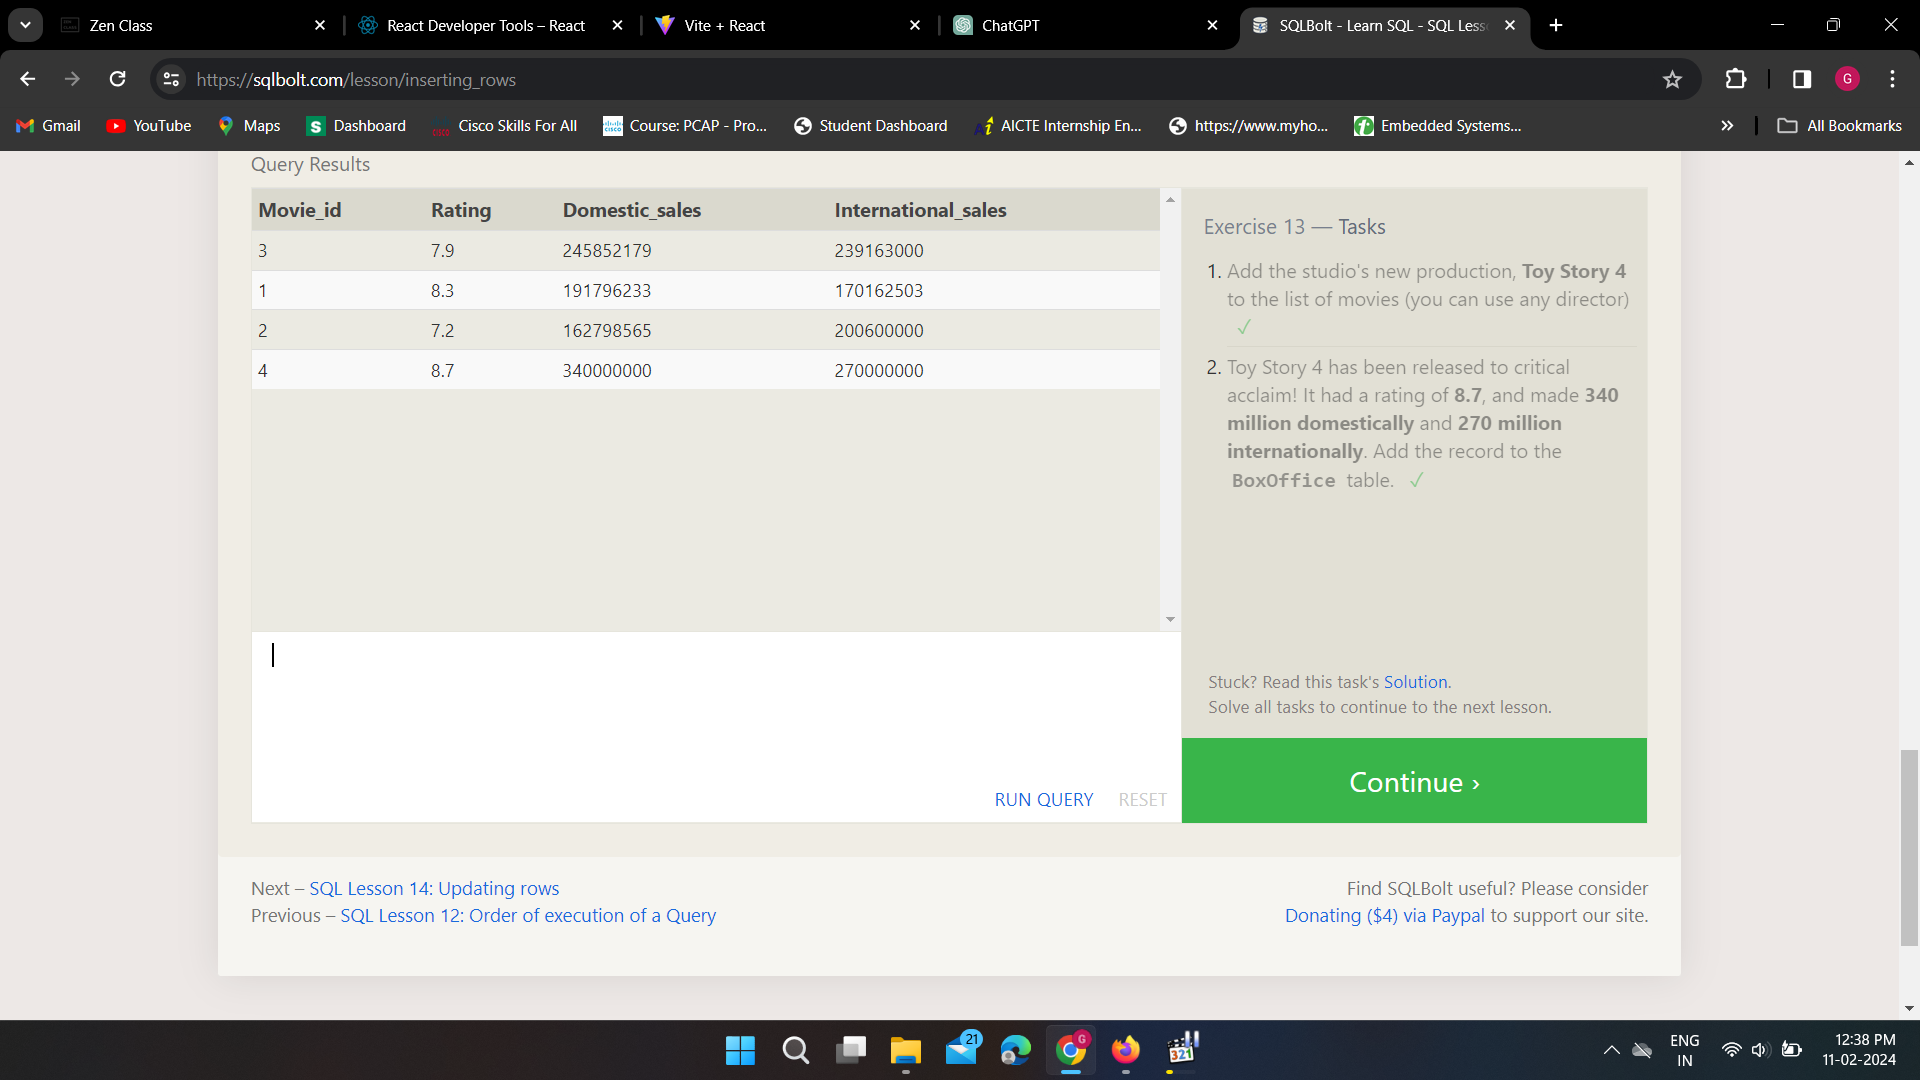 Zen Class
React Developer Tools – React
Vite + React
ChatGPT
SQLBolt - Learn SQL - SQL Less
https://sqlbolt.com/lesson/inserting_rows
G
Gmail
YouTube
Maps
S
Dashboard
Cisco Skills For All
Course: PCAP - Pro...
Student Dashboard
AICTE Internship En...
https://www.myho...
Embedded Systems...
All Bookmarks
Query Results
Movie_id Rating Domestic_sales International_sales
3 7.9 245852179 239163000
1 8.3 191796233 170162503
2 7.2 162798565 200600000
4 8.7 340000000 270000000
Exercise 13 — Tasks
1. Add the studio's new production, Toy Story 4
to the list of movies (you can use any director)
✓
2. Toy Story 4 has been released to critical
acclaim! It had a rating of 8.7, and made 340
million domestically and 270 million
internationally. Add the record to the
BoxOffice table. ✓
Stuck? Read this task's Solution.
Solve all tasks to continue to the next lesson.
RUN QUERY RESET
Continue ›
Next – SQL Lesson 14: Updating rows
Previous – SQL Lesson 12: Order of execution of a Query
Find SQLBolt useful? Please consider
Donating ($4) via Paypal to support our site.
21
G
321
ENG
IN
12:38 PM
11-02-2024